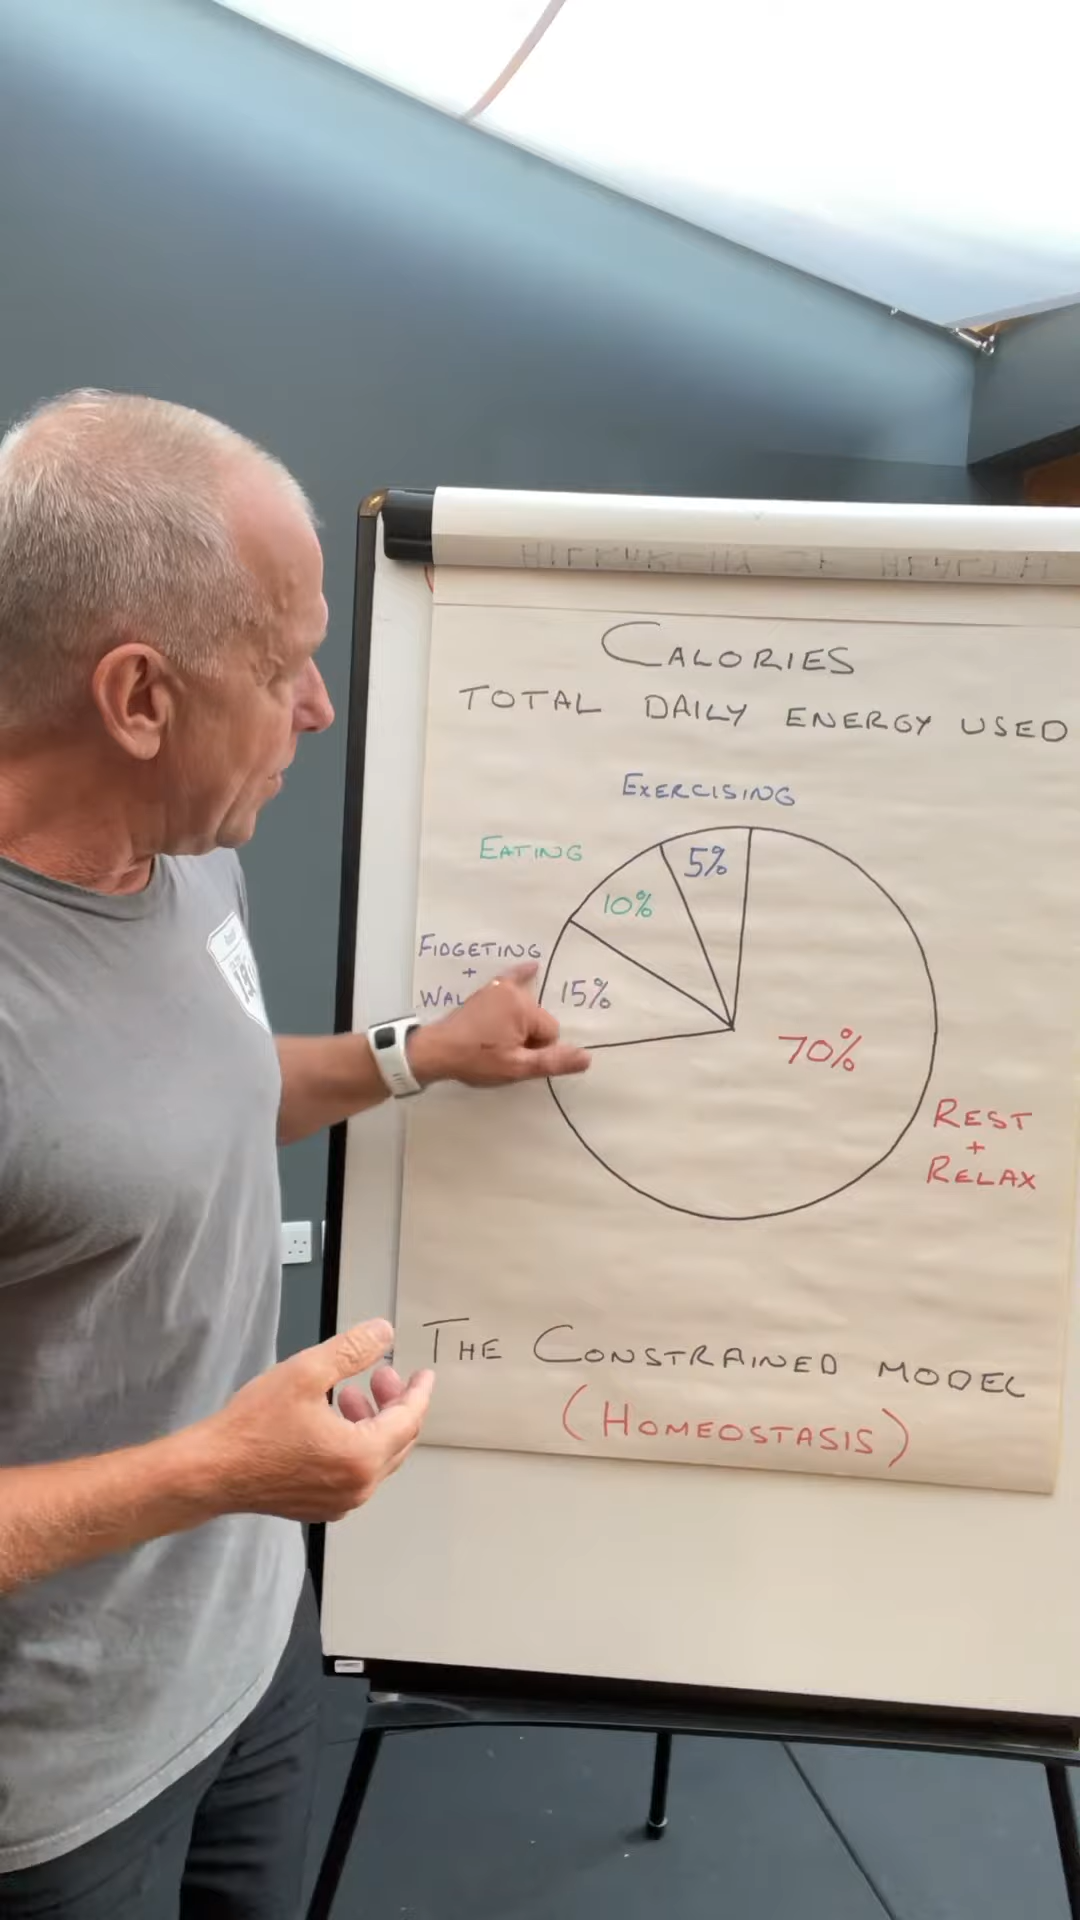 CALORIES
TOTAL DAILY ENERGY USED
EXERCISING
5%
EATING
10%
FIDGETING
+
15%
70%
REST
+
RELAX
THE CONSTRAINED MODEL
(HOMEOSTASIS)